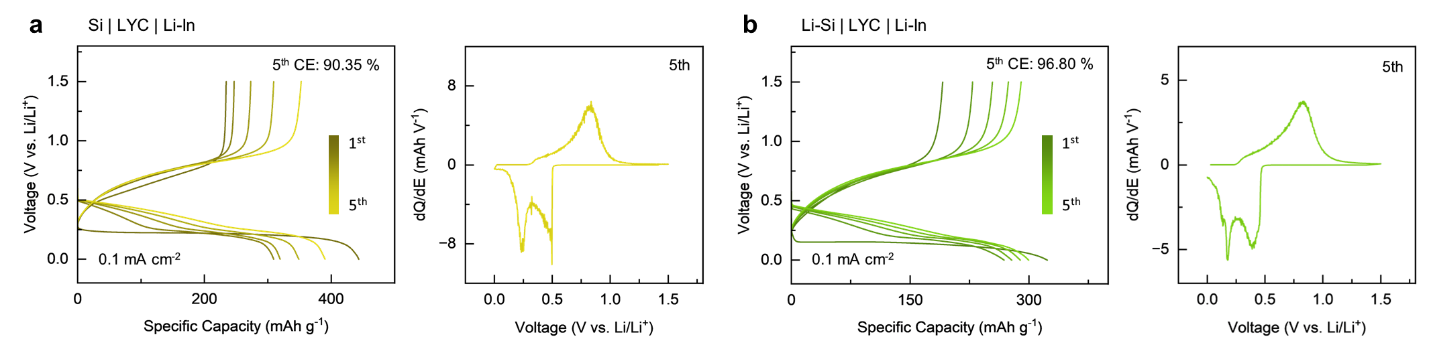 a
Si | LYC | Li-In
5th CE: 90.35 %
1st
5th
0.1 mA cm-2
1.5
1.0
0.5
0.0
0
200
400
Voltage (V vs. Li/Li+)
Specific Capacity (mAh g-1)
5th
8
0
−8
0.0
0.5
1.0
1.5
dQ/dE (mAh V−1)
Voltage (V vs. Li/Li+)
b
Li-Si | LYC | Li-In
5th CE: 96.80 %
1st
5th
0.1 mA cm-2
1.5
1.0
0.5
0.0
0
150
300
Voltage (V vs. Li/Li+)
Specific Capacity (mAh g-1)
5th
5
0
−5
0.0
0.5
1.0
1.5
dQ/dE (mAh V−1)
Voltage (V vs. Li/Li+)